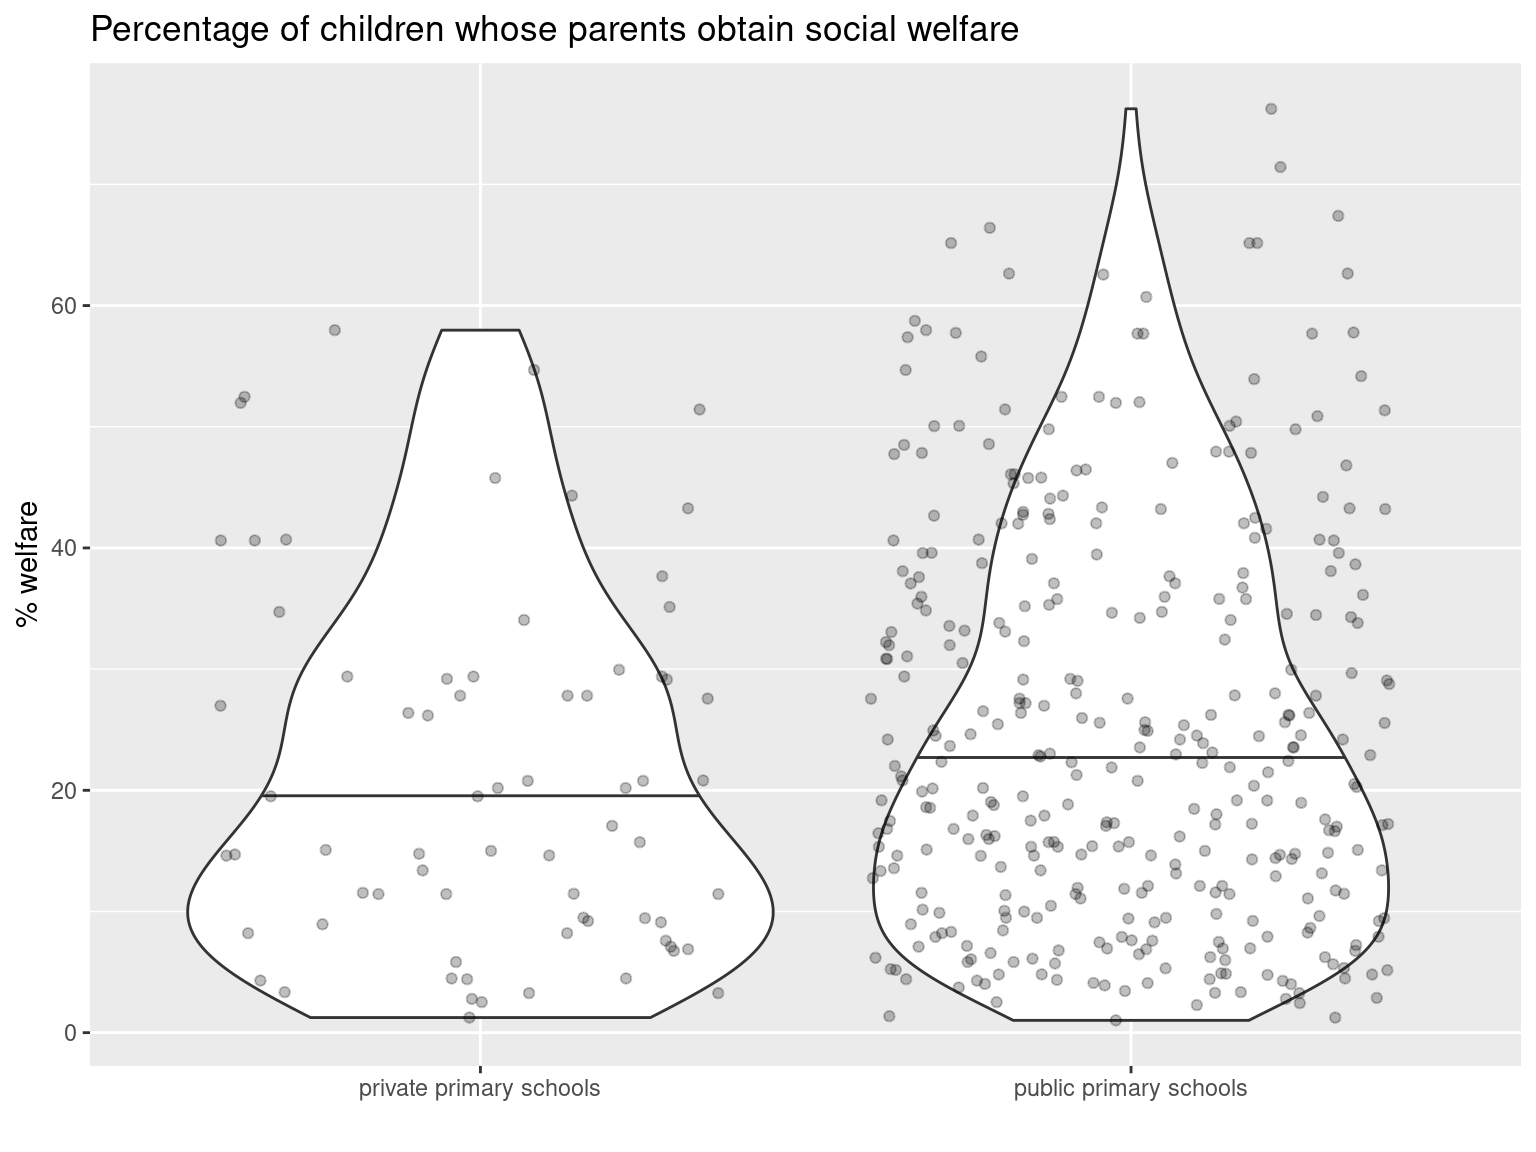 Percentage of children whose parents obtain social welfare
% welfare
60
40
20
0
private primary schools
public primary schools